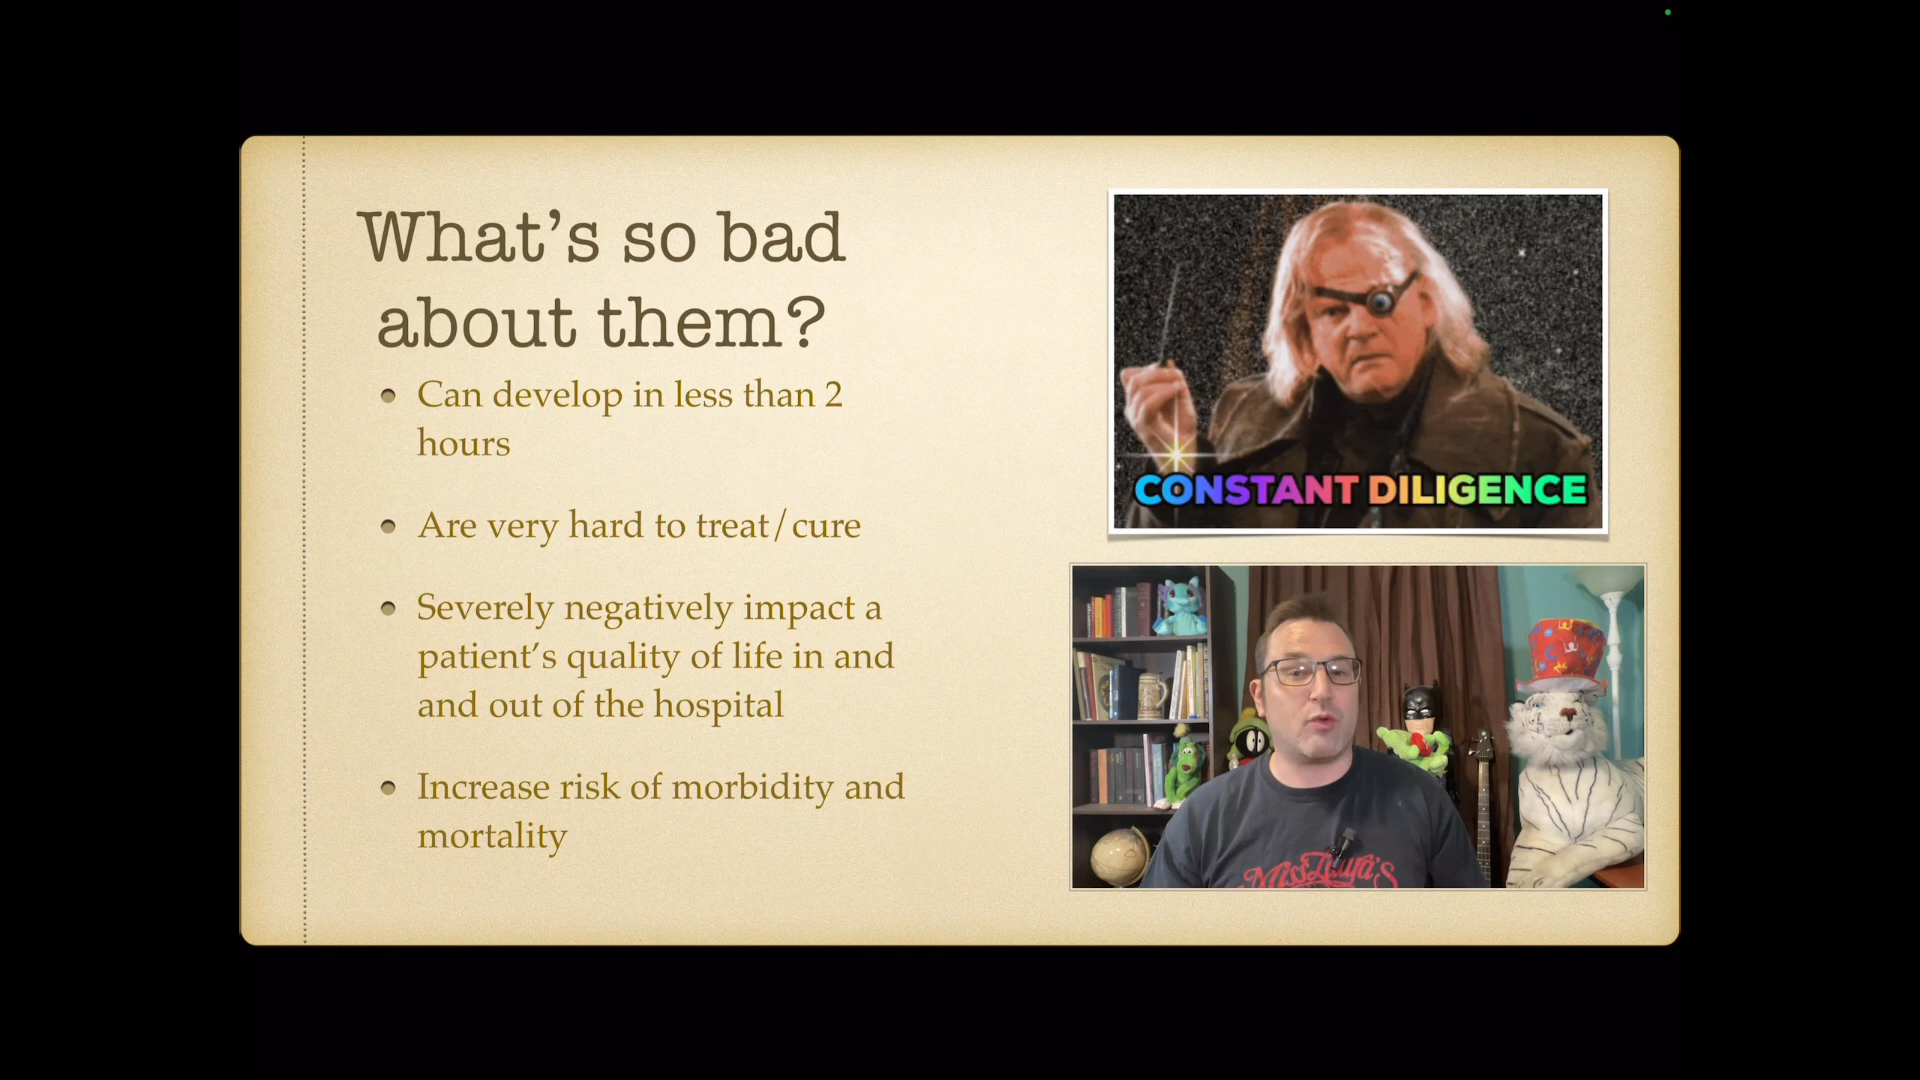 What's so bad
about them?
Can develop in less than 2
hours
Are very hard to treat/cure
Severely negatively impact a
patient's quality of life in and
and out of the hospital
Increase risk of morbidity and
mortality
CONSTANT DILIGENCE